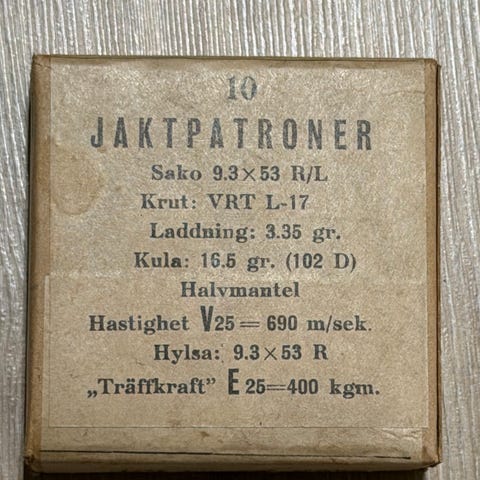 10
JAKTPATRONER
Sako 9.3×53 R/L
Krut: VRT L-17
Laddning: 3.35 gr.
Kula: 16.5 gr. (102 D)
Halvmantel
Hastighet V25 = 690 m/sek.
Hylsa: 9.3×53 R
„Träffkraft” E 25=400 kgm.